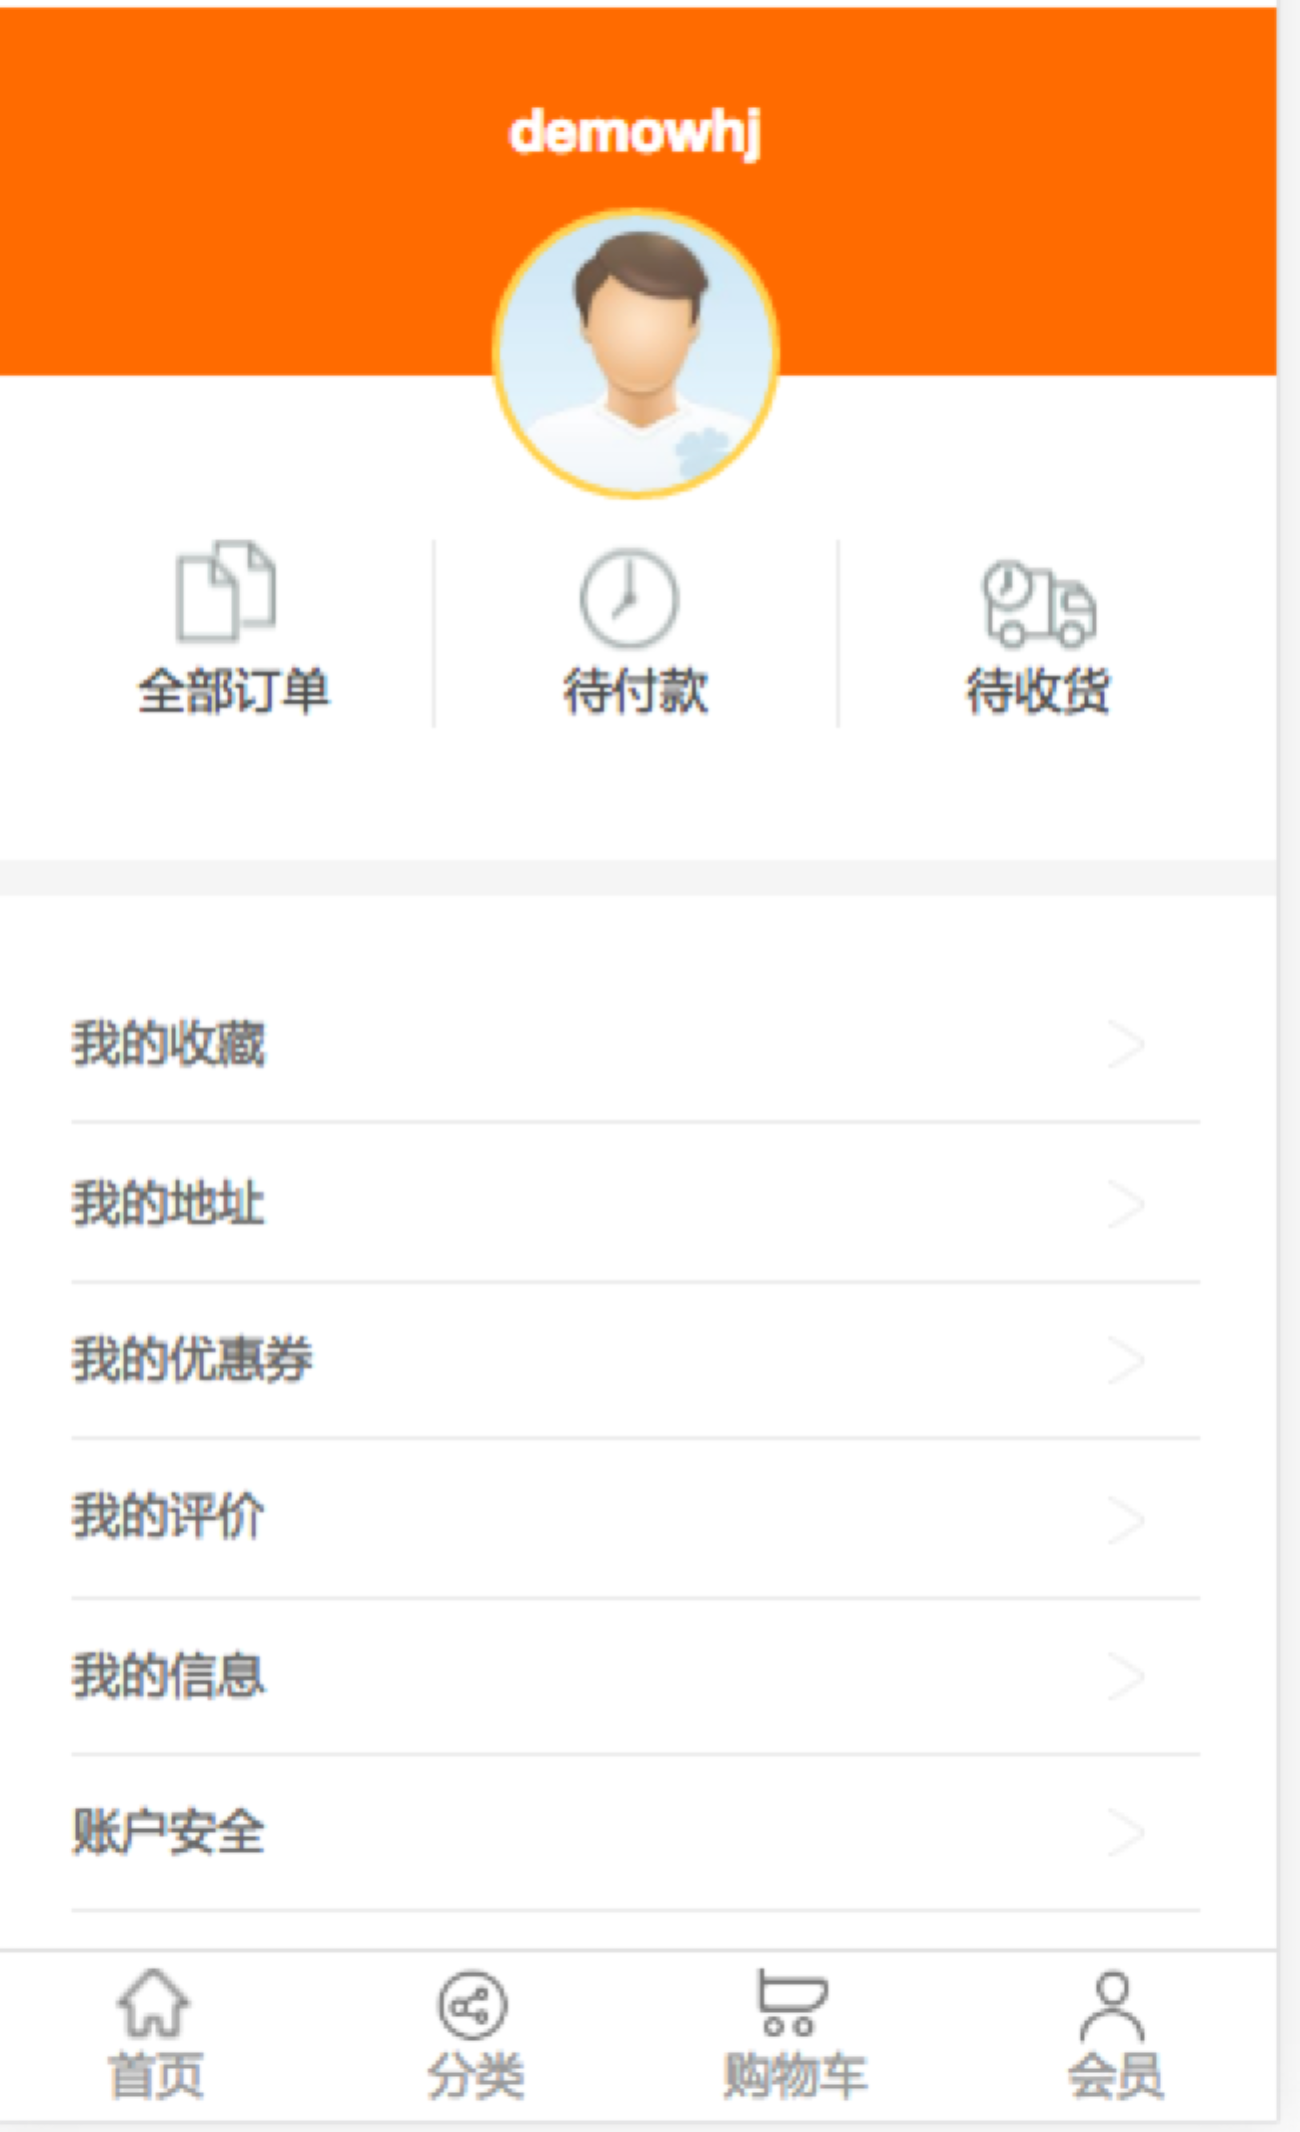 demowhj
全部订单 待付款 待收货
我的收藏
我的地址
我的优惠券
我的评价
我的信息
账户安全
首页 分类 购物车 会员